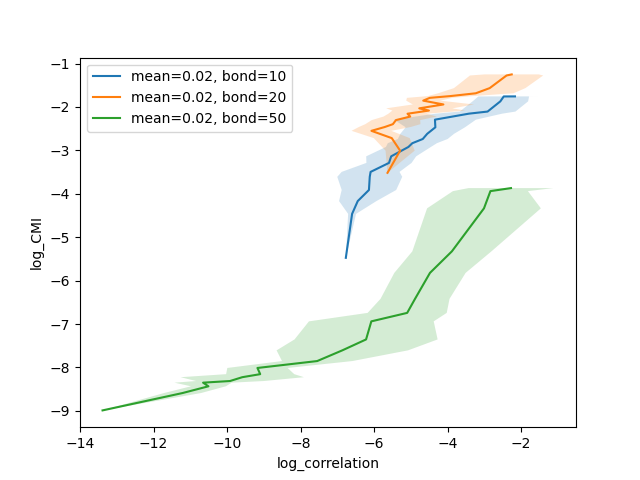 −1
−2
−3
−4
−5
−6
−7
−8
−9
log_CMI
mean=0.02, bond=10
mean=0.02, bond=20
mean=0.02, bond=50
−14 −12 −10 −8 −6 −4 −2
log_correlation